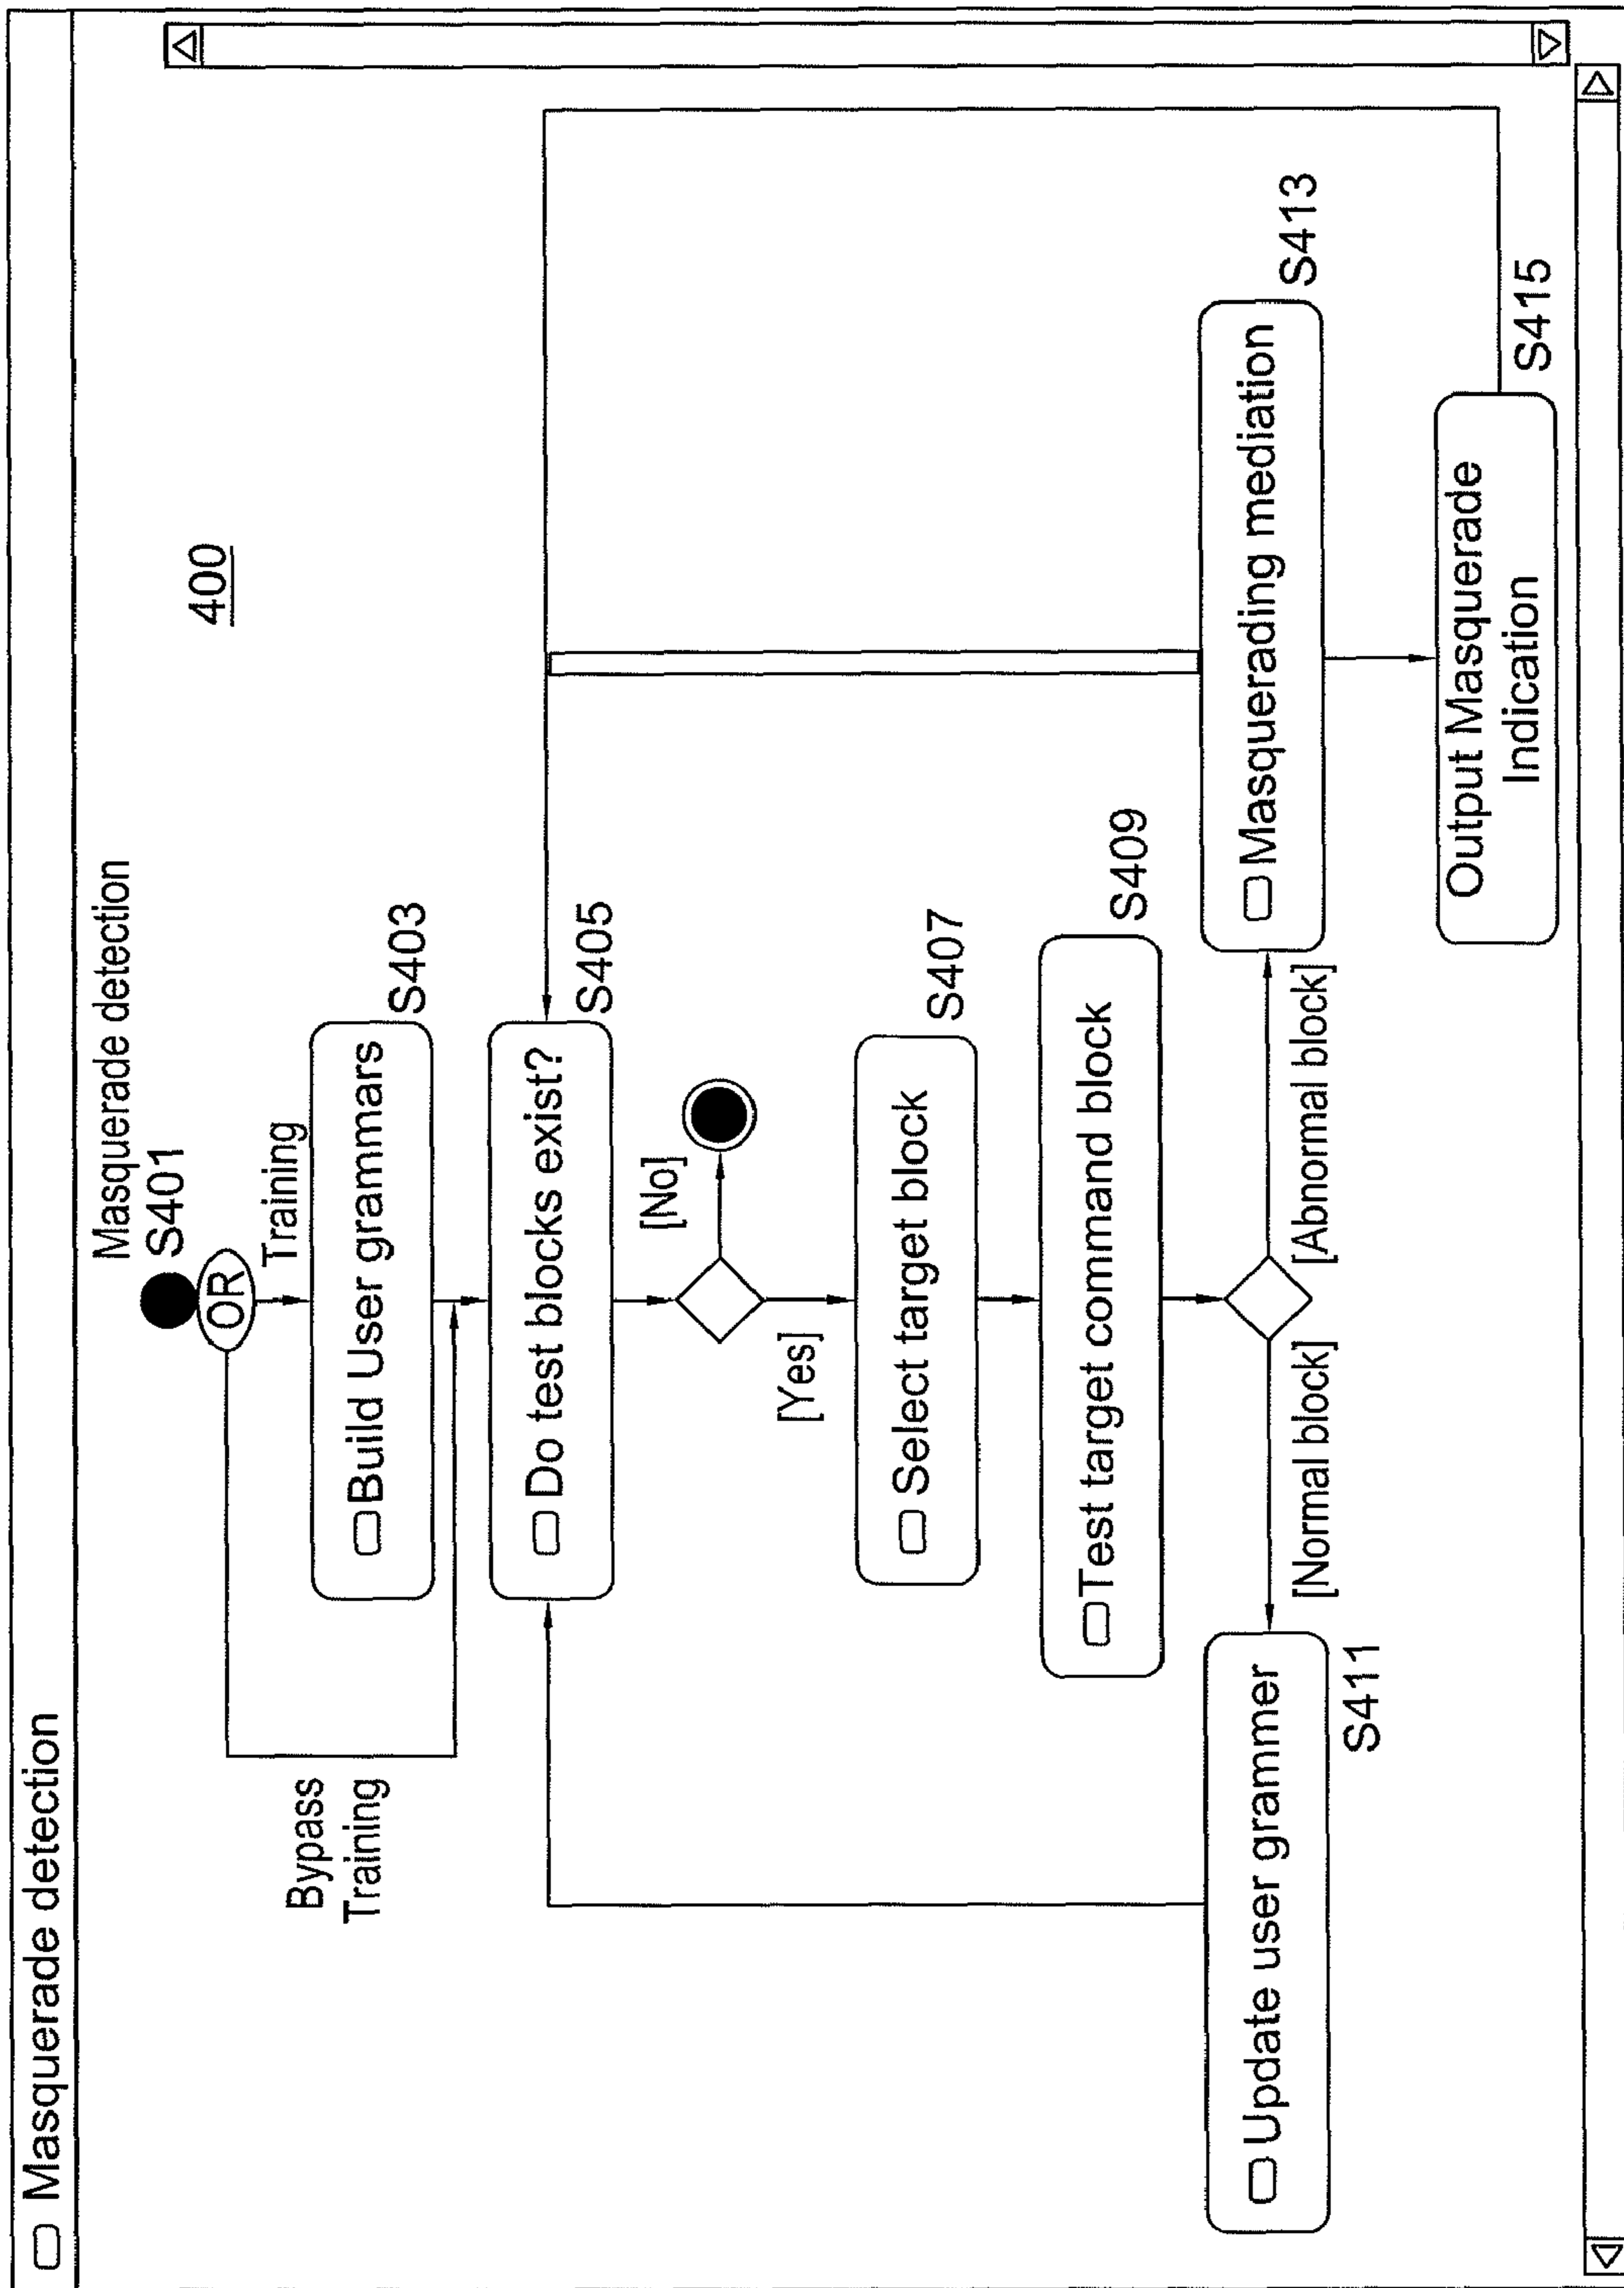 Masquerade detection
Masquerade detection
S401
400
OR
Training
Bypass
Training
Build User grammars
S403
Do test blocks exist?
S405
[No]
[Yes]
Select target block
S407
Test target command block
S409
[Normal block]
[Abnormal block]
Update user grammer
S411
Masquerading mediation
S413
Output Masquerade
Indication
S415